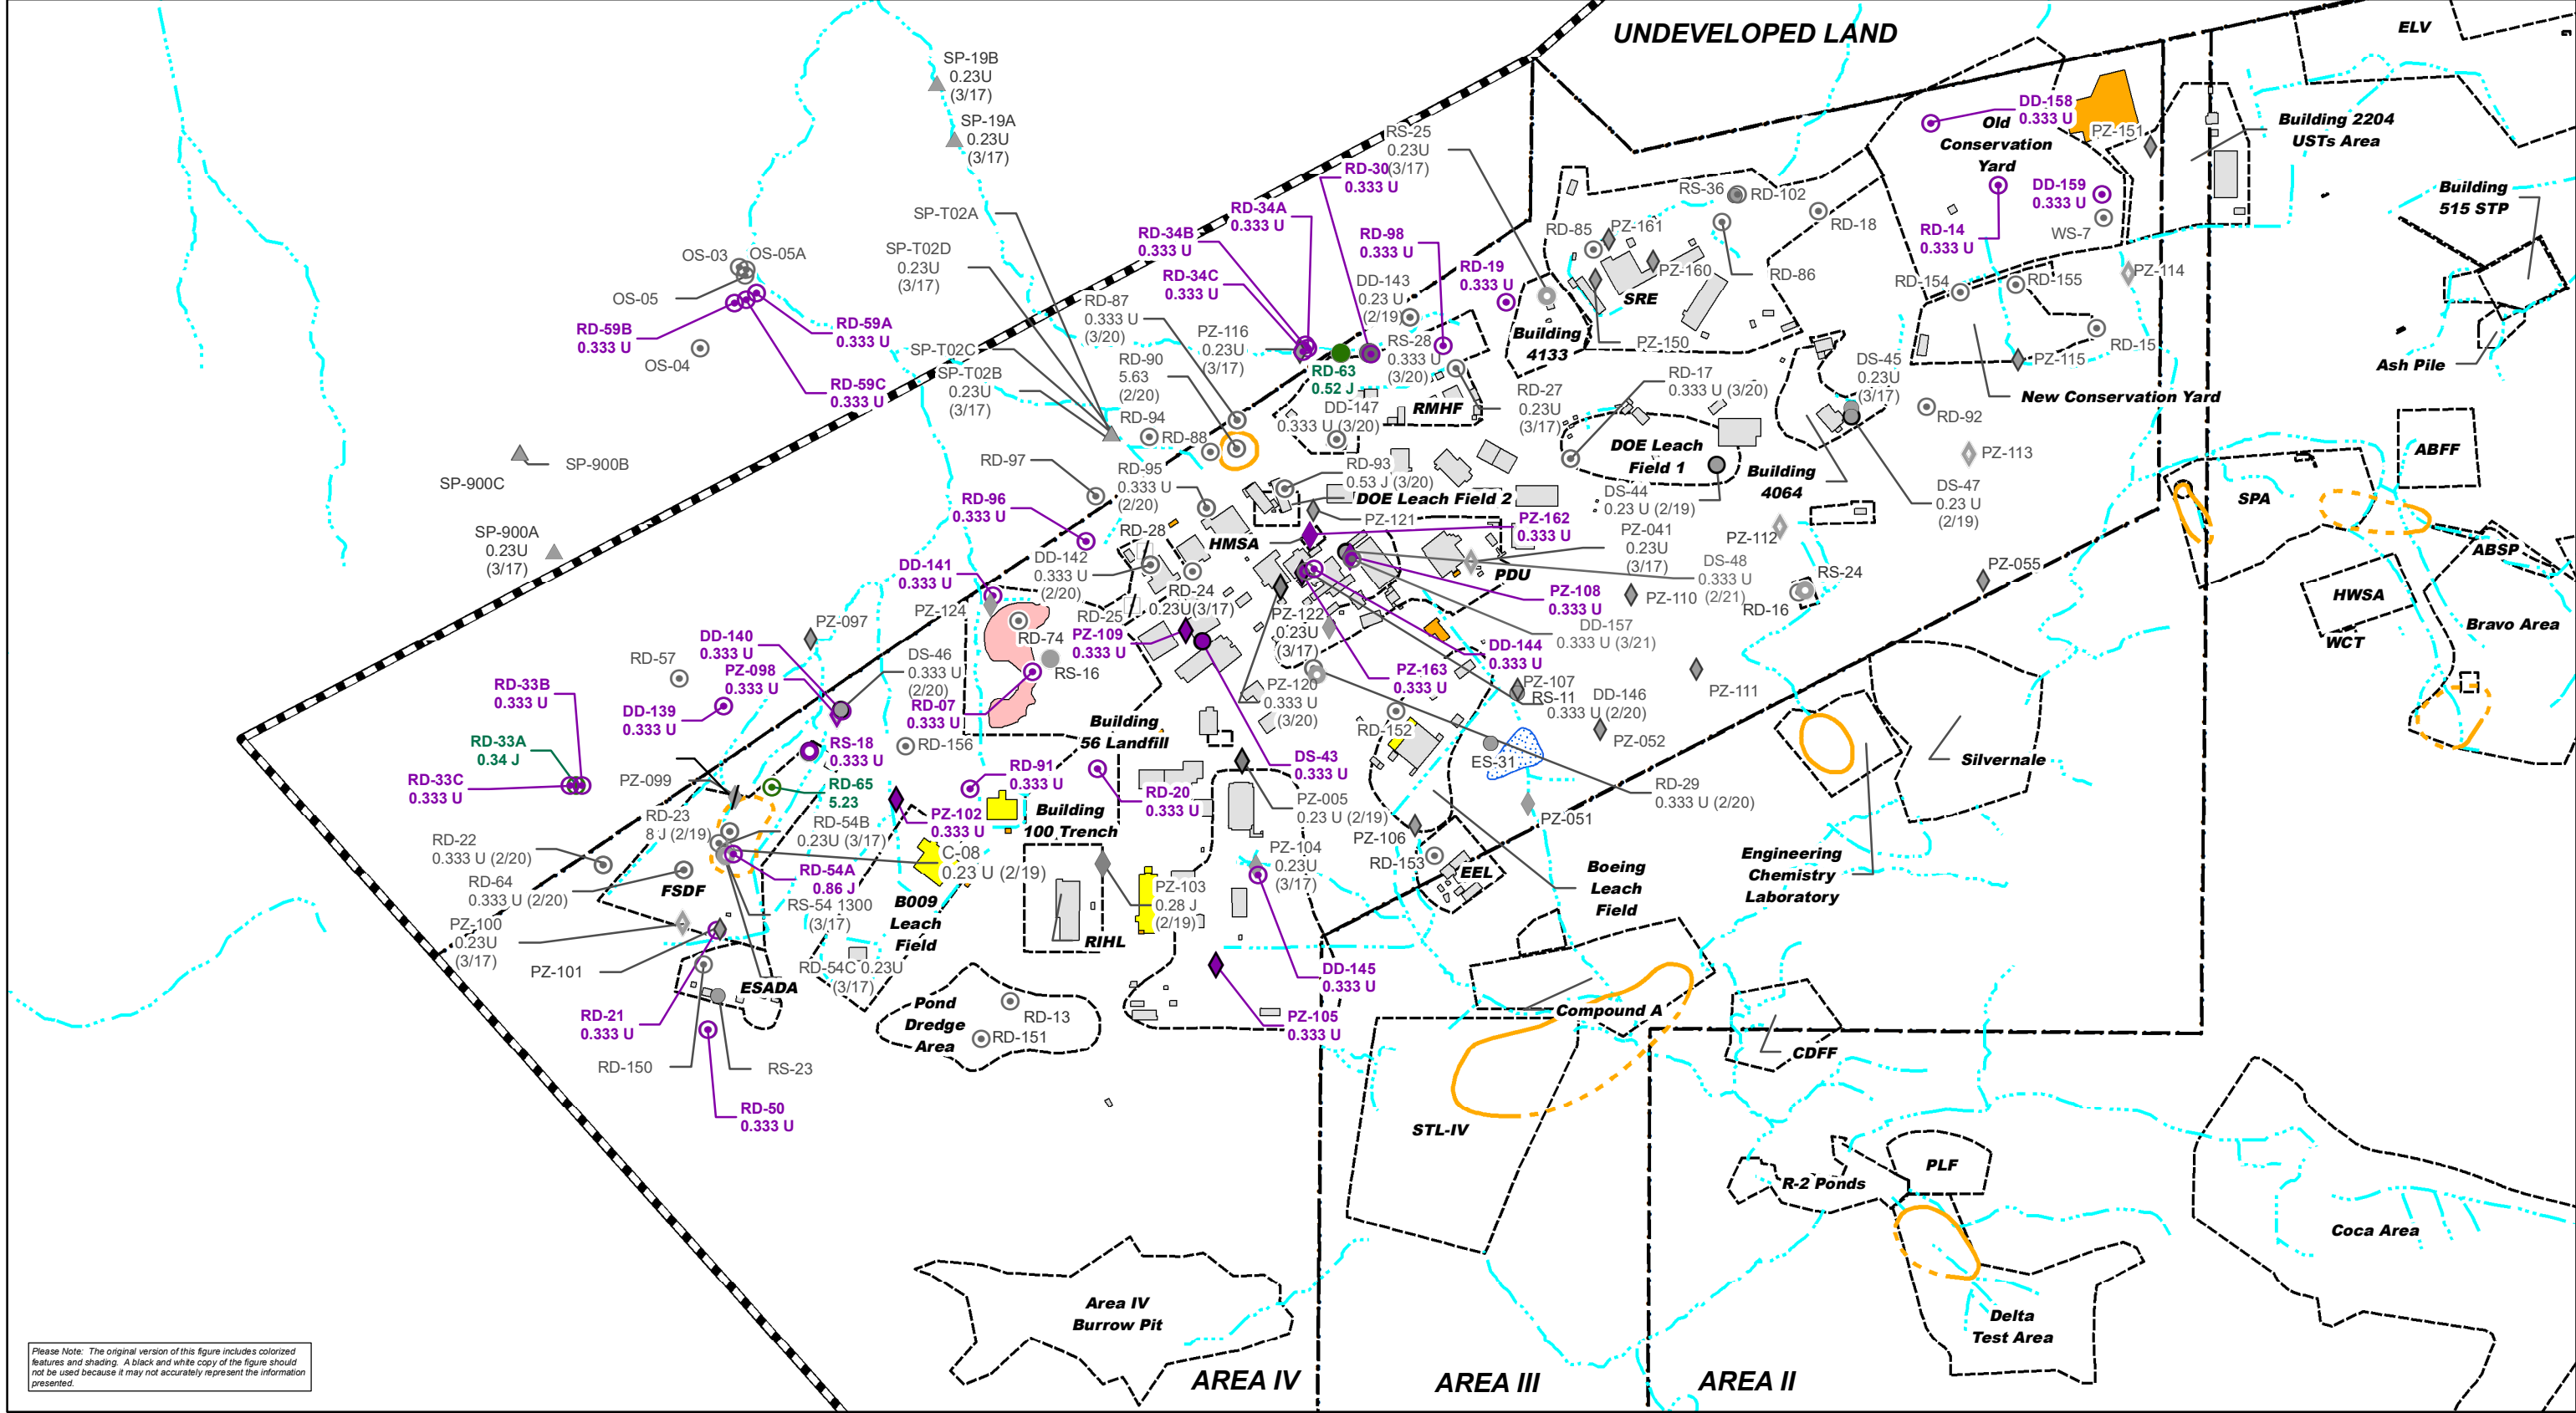 UNDEVELOPED LAND
ELV
SP-19B
0.23U
(3/17)
SP-19A
0.23U
(3/17)
DD-158
0.333 U
Old
Conservation
Yard
PZ-151
Building 2204
USTs Area
RS-25
0.23U
(3/17)
RD-30
0.333 U
RS-36
RD-102
RD-18
DD-159
0.333 U
WS-7
RD-14
0.333 U
Building
515 STP
SP-T02A
RD-34A
0.333 U
RD-34B
0.333 U
RD-34C
0.333 U
RD-98
0.333 U
RD-19
0.333 U
RD-85
PZ-161
PZ-160
RD-86
SRE
OS-03
OS-05A
OS-05
SP-T02D
0.23U
(3/17)
DD-143
0.23 U
(2/19)
RD-154
RD-155
PZ-114
RD-59B
0.333 U
RD-59A
0.333 U
OS-04
RD-59C
0.333 U
RD-87
0.333 U
(3/20)
PZ-116
0.23U
(3/17)
RS-28
0.333 U
(3/20)
Building
4133
PZ-150
RD-15
PZ-115
Ash Pile
SP-T02C
SP-T02B
0.23U
(3/17)
RD-90
5.63
(2/20)
RD-63
0.52 J
RMHF
RD-27
0.23U
(3/17)
RD-17
0.333 U (3/20)
DS-45
0.23U
(3/17)
New Conservation Yard
RD-92
RD-94
RD-88
DD-147
0.333 U (3/20)
DOE Leach
Field 1
Building
4064
PZ-113
ABFF
SP-900B
SP-900C
RD-97
RD-95
0.333 U
(2/20)
RD-93
0.53 J (3/20)
DOE Leach Field 2
DS-44
0.23 U (2/19)
DS-47
0.23 U
(2/19)
SPA
RD-96
0.333 U
PZ-121
PZ-162
0.333 U
PZ-041
0.23U
(3/17)
PZ-112
SP-900A
0.23U
(3/17)
RD-28
HMSA
PDU
ABSP
DD-141
0.333 U
DD-142
0.333 U
(2/20)
DS-48
0.333 U
(2/21)
RS-24
RD-16
PZ-055
HWSA
WCT
Bravo Area
PZ-124
RD-24
0.23U(3/17)
RD-25
PZ-108
0.333 U
PZ-110
PZ-097
RD-74
PZ-109
0.333 U
PZ-122
0.23U
(3/17)
DD-157
0.333 U (3/21)
DD-140
0.333 U
DS-46
0.333 U
(2/20)
RS-16
DD-144
0.333 U
RD-57
PZ-098
0.333 U
PZ-163
0.333 U
PZ-107
RS-11
PZ-111
RD-33B
0.333 U
DD-139
0.333 U
RD-07
0.333 U
PZ-120
0.333 U
(3/20)
DD-146
0.333 U (2/20)
RD-33A
0.34 J
RS-18
0.333 U
RD-156
Building
56 Landfill
RD-152
PZ-052
Silvernale
RD-33C
0.333 U
PZ-099
RD-65
5.23
RD-91
0.333 U
RD-20
0.333 U
DS-43
0.333 U
ES-31
RD-29
0.333 U (2/20)
RD-23
8 J (2/19)
RD-54B
0.23U (3/17)
PZ-102
0.333 U
Building
100 Trench
PZ-005
0.23 U (2/19)
PZ-051
PZ-106
RD-22
0.333 U (2/20)
C-08
0.23 U (2/19)
PZ-104
0.23U
(3/17)
RD-153
EEL
Engineering
Chemistry
Laboratory
RD-64
0.333 U (2/20)
FSDF
RD-54A
0.86 J
RS-54 1300
(3/17)
B009
Leach
Field
PZ-103
0.28 J
(2/19)
Boeing
Leach
Field
PZ-100
0.23U
(3/17)
RIHL
PZ-101
RD-54C 0.23U
(3/17)
ESADA
DD-145
0.333 U
RD-21
0.333 U
Pond
Dredge
Area
RD-13
RD-151
PZ-105
0.333 U
Compound A
CDFF
RD-150
RS-23
RD-50
0.333 U
STL-IV
PLF
R-2 Ponds
Coca Area
Area IV
Burrow Pit
Delta
Test Area
Please Note: The original version of this figure includes colorized
features and shading. A black and white copy of the figure should
not be used because it may not accurately represent the information
presented.
AREA IV
AREA III
AREA II